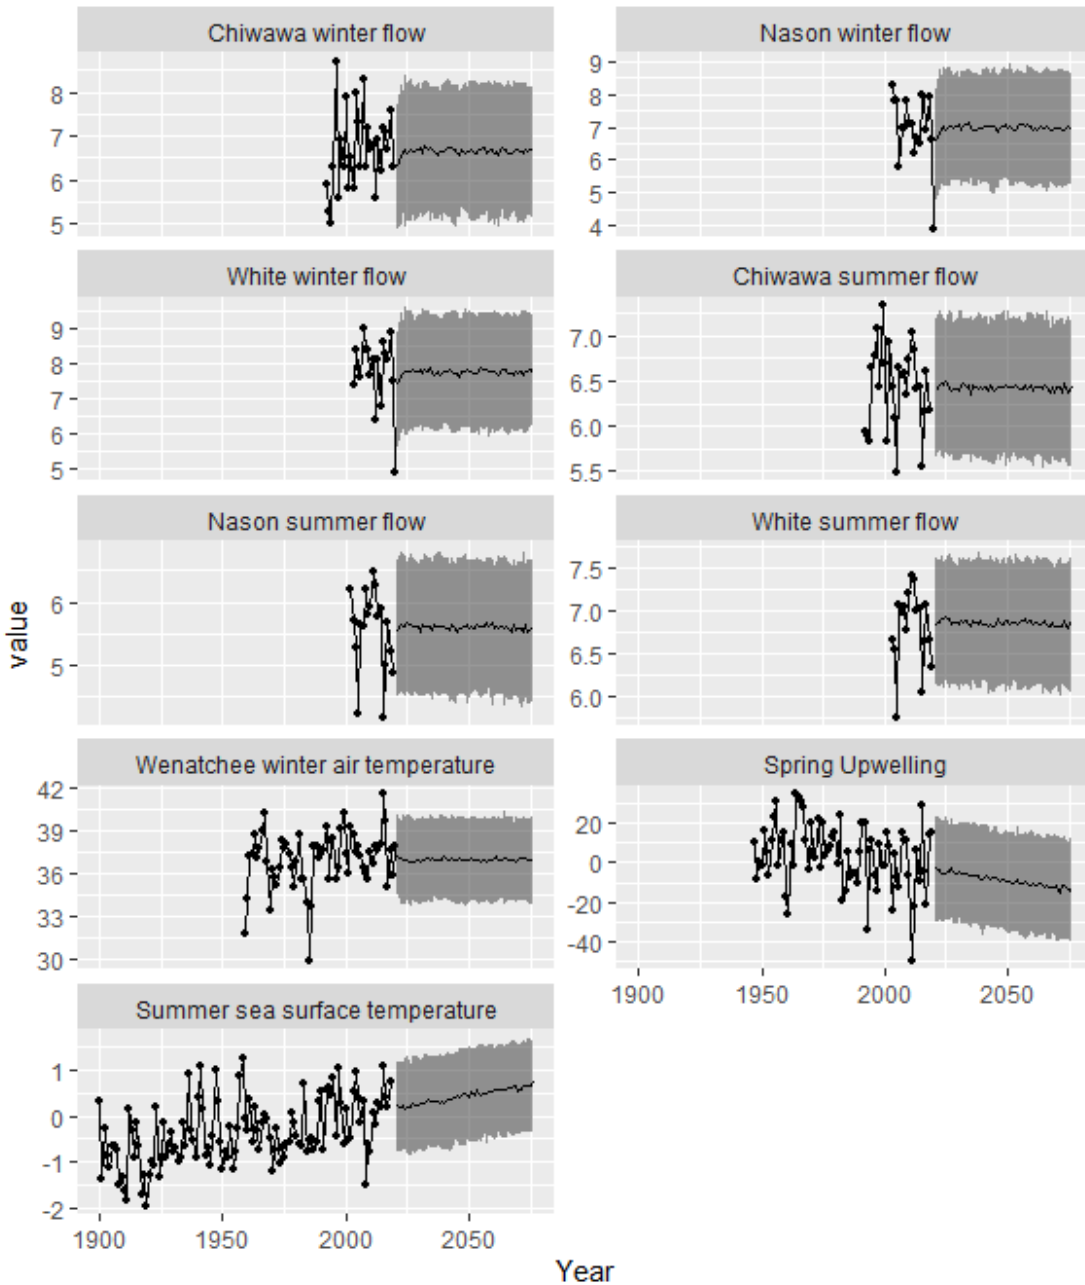 Chiwawa winter flow
Nason winter flow
8
7
6
5
9
8
7
6
5
4
White winter flow
Chiwawa summer flow
9
8
7
6
5
7.0
6.5
6.0
5.5
Nason summer flow
White summer flow
6
5
7.5
7.0
6.5
6.0
value
Wenatchee winter air temperature
Spring Upwelling
42
39
36
33
30
20
0
-20
-40
1900 1950 2000 2050
Summer sea surface temperature
1
0
-1
-2
1900 1950 2000 2050
Year